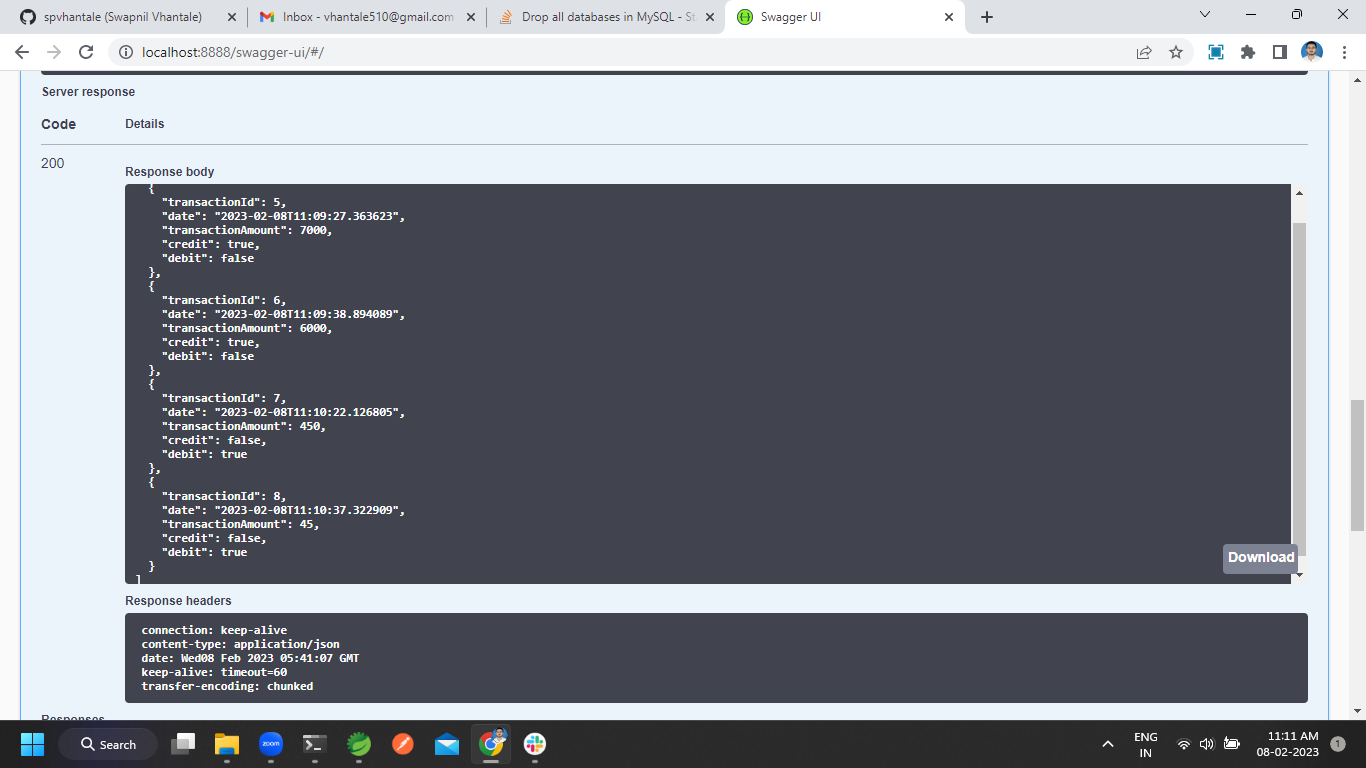 spvhantale (Swapnil Vhantale)
Inbox - vhantale510@gmail.com
Drop all databases in MySQL - St
Swagger UI
localhost:8888/swagger-ui/#/
Server response
Code Details
200
Response body
{
"transactionId": 5,
"date": "2023-02-08T11:09:27.363623",
"transactionAmount": 7000,
"credit": true,
"debit": false
},
{
"transactionId": 6,
"date": "2023-02-08T11:09:38.894089",
"transactionAmount": 6000,
"credit": true,
"debit": false
},
{
"transactionId": 7,
"date": "2023-02-08T11:10:22.126805",
"transactionAmount": 450,
"credit": false,
"debit": true
},
{
"transactionId": 8,
"date": "2023-02-08T11:10:37.322909",
"transactionAmount": 45,
"credit": false,
"debit": true
}
]
Download
Response headers
connection: keep-alive
content-type: application/json
date: Wed08 Feb 2023 05:41:07 GMT
keep-alive: timeout=60
transfer-encoding: chunked
Responses
Search
zoom
ENG
IN
11:11 AM
08-02-2023
1